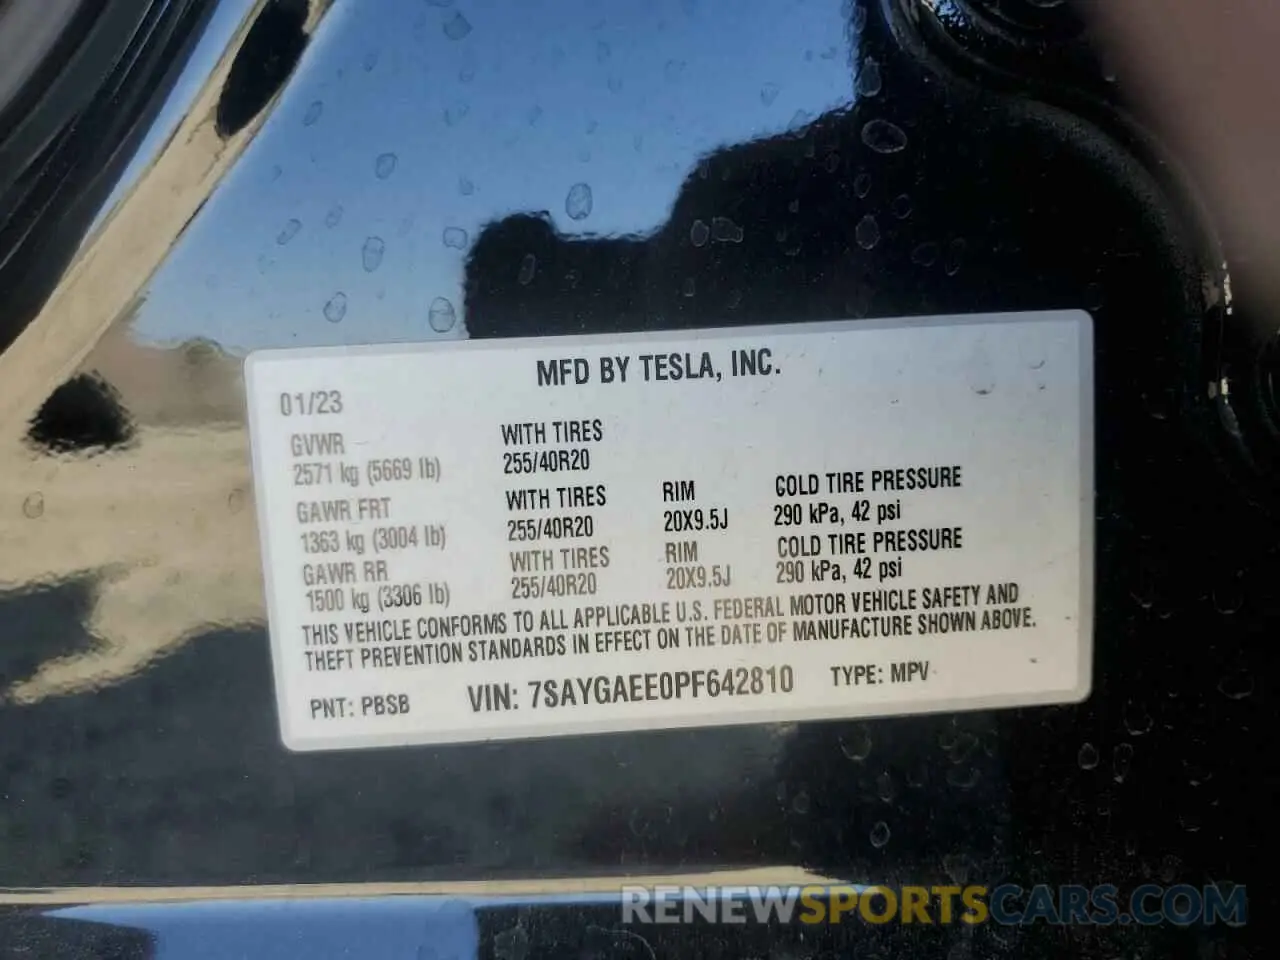 MFD BY TESLA, INC.
01/23
GVWR WITH TIRES
2571 kg (5669 lb) 255/40R20
GAWR FRT WITH TIRES RIM COLD TIRE PRESSURE
1363 kg (3004 lb) 255/40R20 20X9.5J 290 kPa, 42 psi
GAWR RR WITH TIRES RIM COLD TIRE PRESSURE
1500 kg (3306 lb) 255/40R20 20X9.5J 290 kPa, 42 psi
THIS VEHICLE CONFORMS TO ALL APPLICABLE U.S. FEDERAL MOTOR VEHICLE SAFETY AND
THEFT PREVENTION STANDARDS IN EFFECT ON THE DATE OF MANUFACTURE SHOWN ABOVE.
PNT: PBSB VIN: 7SAYGAEE0PF642810 TYPE: MPV
RENEWSPORTSCARS.COM